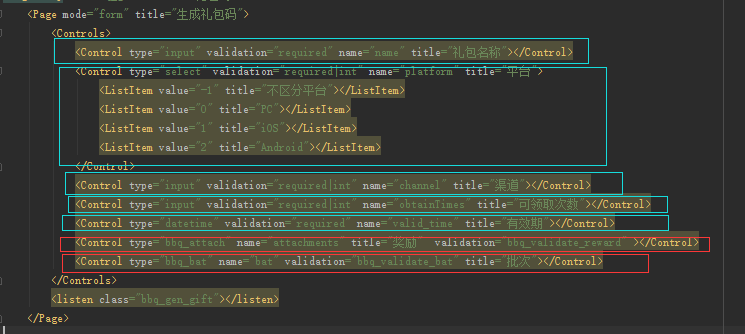 <Page mode="form" title="生成礼包码">
<Controls>
<Control type="input" validation="required" name="name" title="礼包名称"></Control>
<Control type="select" validation="required|int" name="platform" title="平台">
<ListItem value="-1" title="不区分平台"></ListItem>
<ListItem value="0" title="PC"></ListItem>
<ListItem value="1" title="iOS"></ListItem>
<ListItem value="2" title="Android"></ListItem>
</Control>
<Control type="input" validation="required|int" name="channel" title="渠道"></Control>
<Control type="input" validation="required|int" name="obtainTimes" title="可领取次数"></Control>
<Control type="datetime" validation="required" name="valid_time" title="有效期"></Control>
<Control type="bbq_attach" name="attachments" title="奖励" validation="bbq_validate_reward"></Control>
<Control type="bbq_bat" name="bat" validation="bbq_validate_bat" title="批次"></Control>
</Controls>
<listen class="bbq_gen_gift"></listen>
</Page>